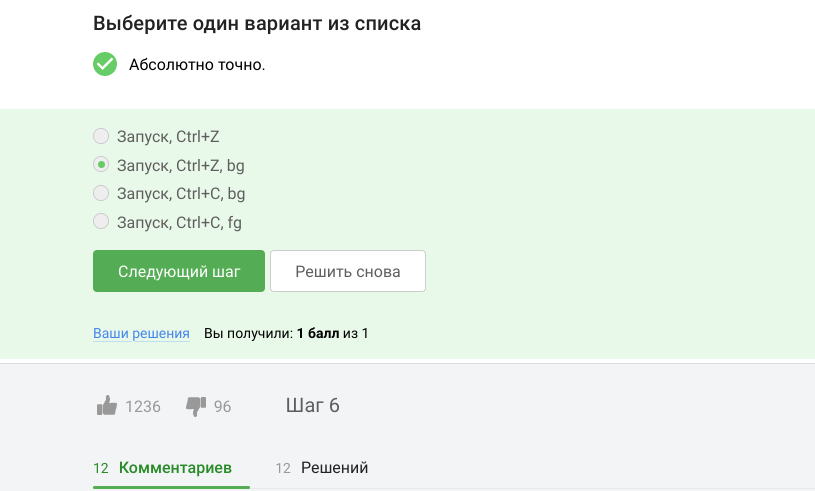 Выберите один вариант из списка
Абсолютно точно.
Запуск, Ctrl+Z
Запуск, Ctrl+Z, bg
Запуск, Ctrl+C, bg
Запуск, Ctrl+C, fg
Следующий шаг Решить снова
Ваши решения Вы получили: 1 балл из 1
1236 96 Шаг 6
12 Комментариев 12 Решений